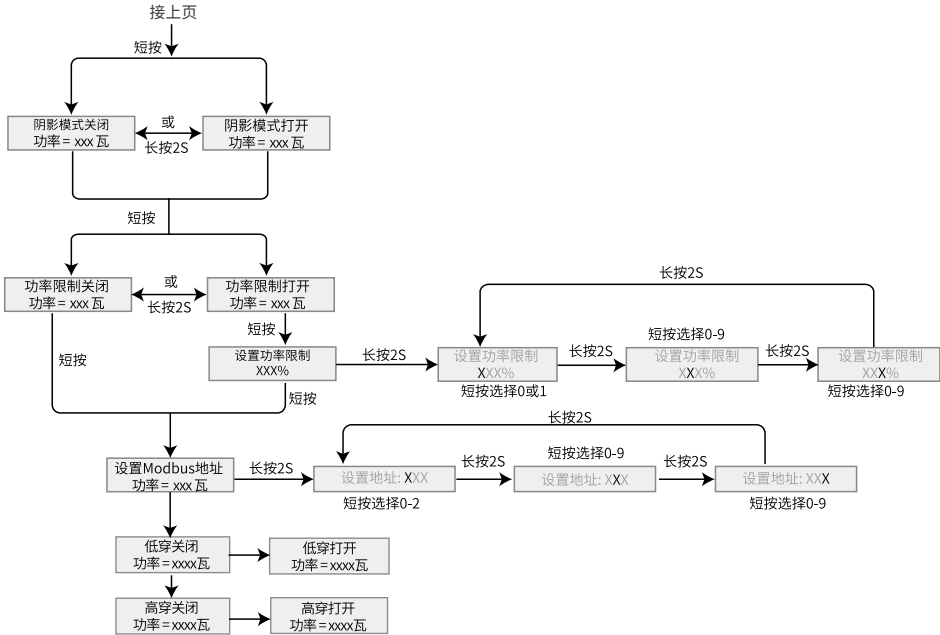 接上页
短按
阴影模式关闭
功率 = xxx 瓦
或
长按2S
阴影模式打开
功率 = xxx 瓦
短按
功率限制关闭
功率 = xxx 瓦
或
长按2S
功率限制打开
功率 = xxx 瓦
短按
短按
设置功率限制
XXX%
长按2S
设置功率限制
XXX%
短按选择0或1
长按2S
短按选择0-9
设置功率限制
XXX%
长按2S
长按2S
设置功率限制
XXX%
短按选择0-9
短按
设置Modbus地址
功率 = xxx 瓦
长按2S
设置地址: XXX
短按选择0-2
长按2S
长按2S
短按选择0-9
设置地址: XXX
长按2S
设置地址: XXX
短按选择0-9
低穿关闭
功率 = xxxx瓦
低穿打开
功率 = xxxx瓦
高穿关闭
功率 = xxxx瓦
高穿打开
功率 = xxxx瓦